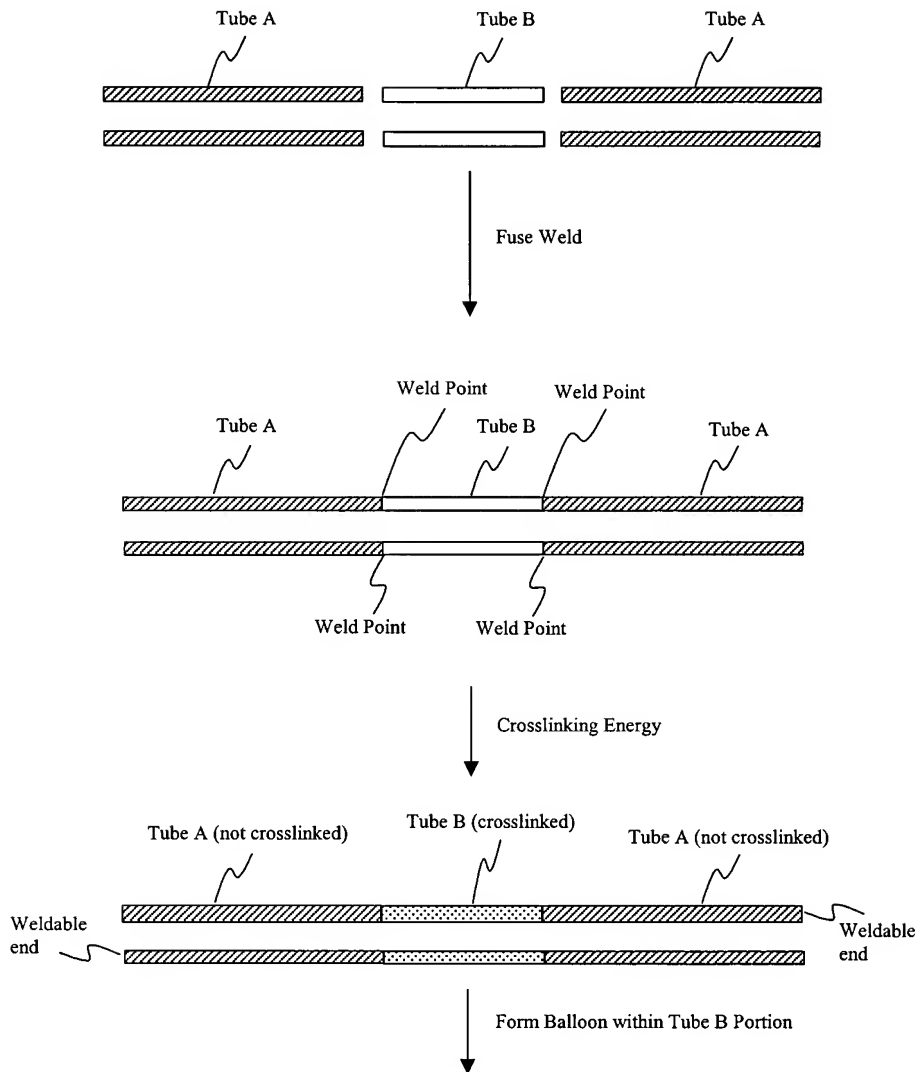 Tube A
Tube B
Tube A
Fuse Weld
Weld Point
Weld Point
Tube A
Tube B
Tube A
Weld Point
Weld Point
Crosslinking Energy
Tube A (not crosslinked)
Tube B (crosslinked)
Tube A (not crosslinked)
Weldable
end
Weldable
end
Form Balloon within Tube B Portion